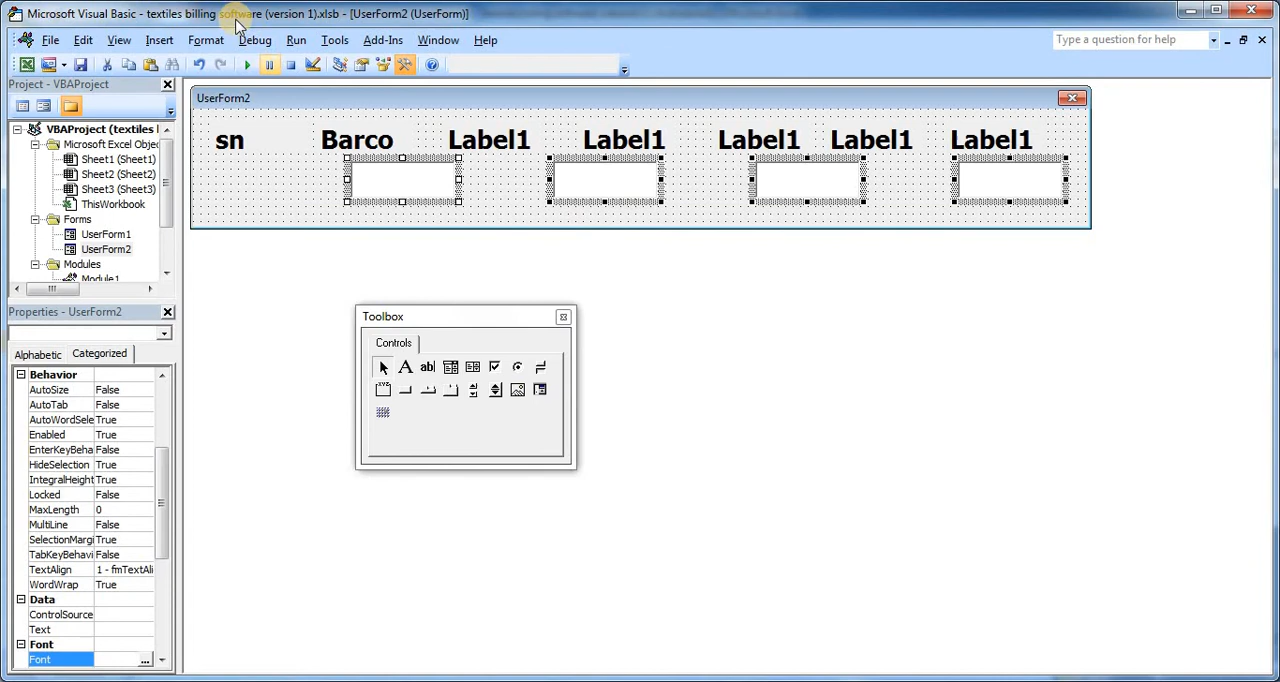 Microsoft Visual Basic - textiles billing software (version 1).xlsb - [UserForm2 (UserForm)]
File Edit View Insert Format Debug Run Tools Add-Ins Window Help
Type a question for help
Project - VBAProject
UserForm2
VBAProject (textiles
Microsoft Excel Objec
Sheet1 (Sheet1)
Sheet2 (Sheet2)
Sheet3 (Sheet3)
ThisWorkbook
Forms
UserForm1
UserForm2
Modules
Module1
sn Barco Label1 Label1 Label1 Label1 Label1
Properties - UserForm2
Alphabetic Categorized
Behavior
AutoSize False
AutoTab False
AutoWordSele True
Enabled True
EnterKeyBeha False
HideSelection True
IntegralHeight True
Locked False
MaxLength 0
MultiLine False
SelectionMargi True
TabKeyBehavi False
TextAlign 1 - fmTextAli
WordWrap True
Data
ControlSource
Text
Font
Font ...
Toolbox
Controls
A ab|
XYZ